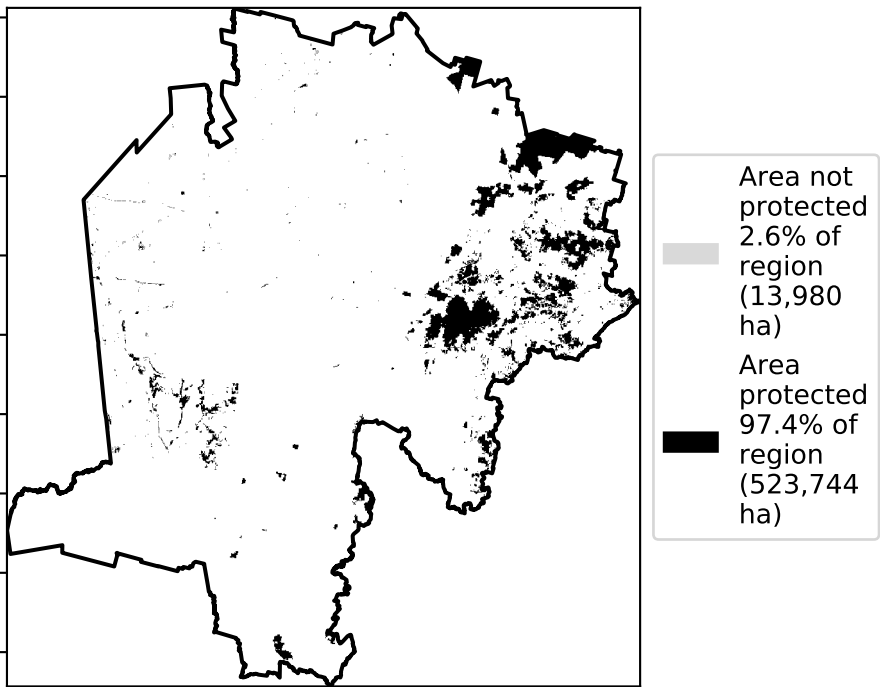 Area not
protected
2.6% of
region
(13,980
ha)
Area
protected
97.4% of
region
(523,744
ha)